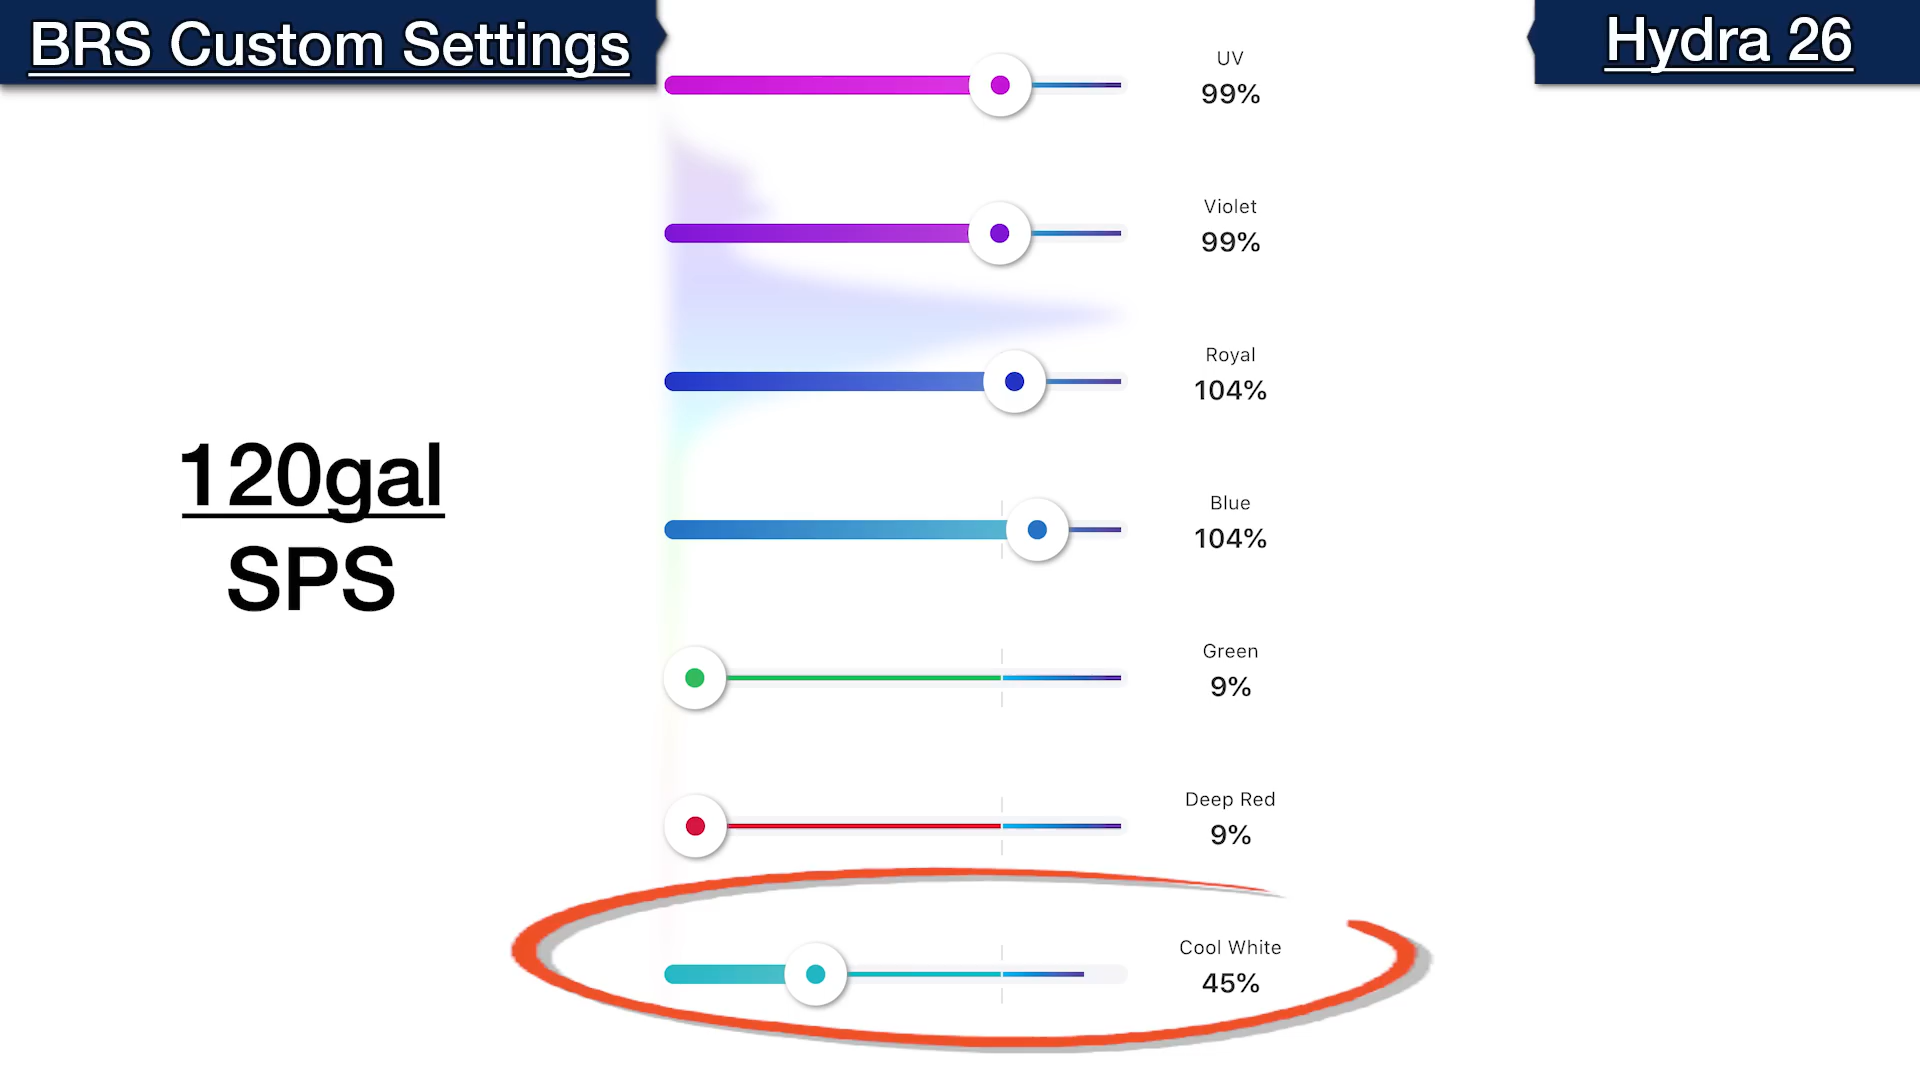 BRS Custom Settings
Hydra 26
UV
99%
Violet
99%
Royal
104%
Blue
104%
120gal
SPS
Green
9%
Deep Red
9%
Cool White
45%